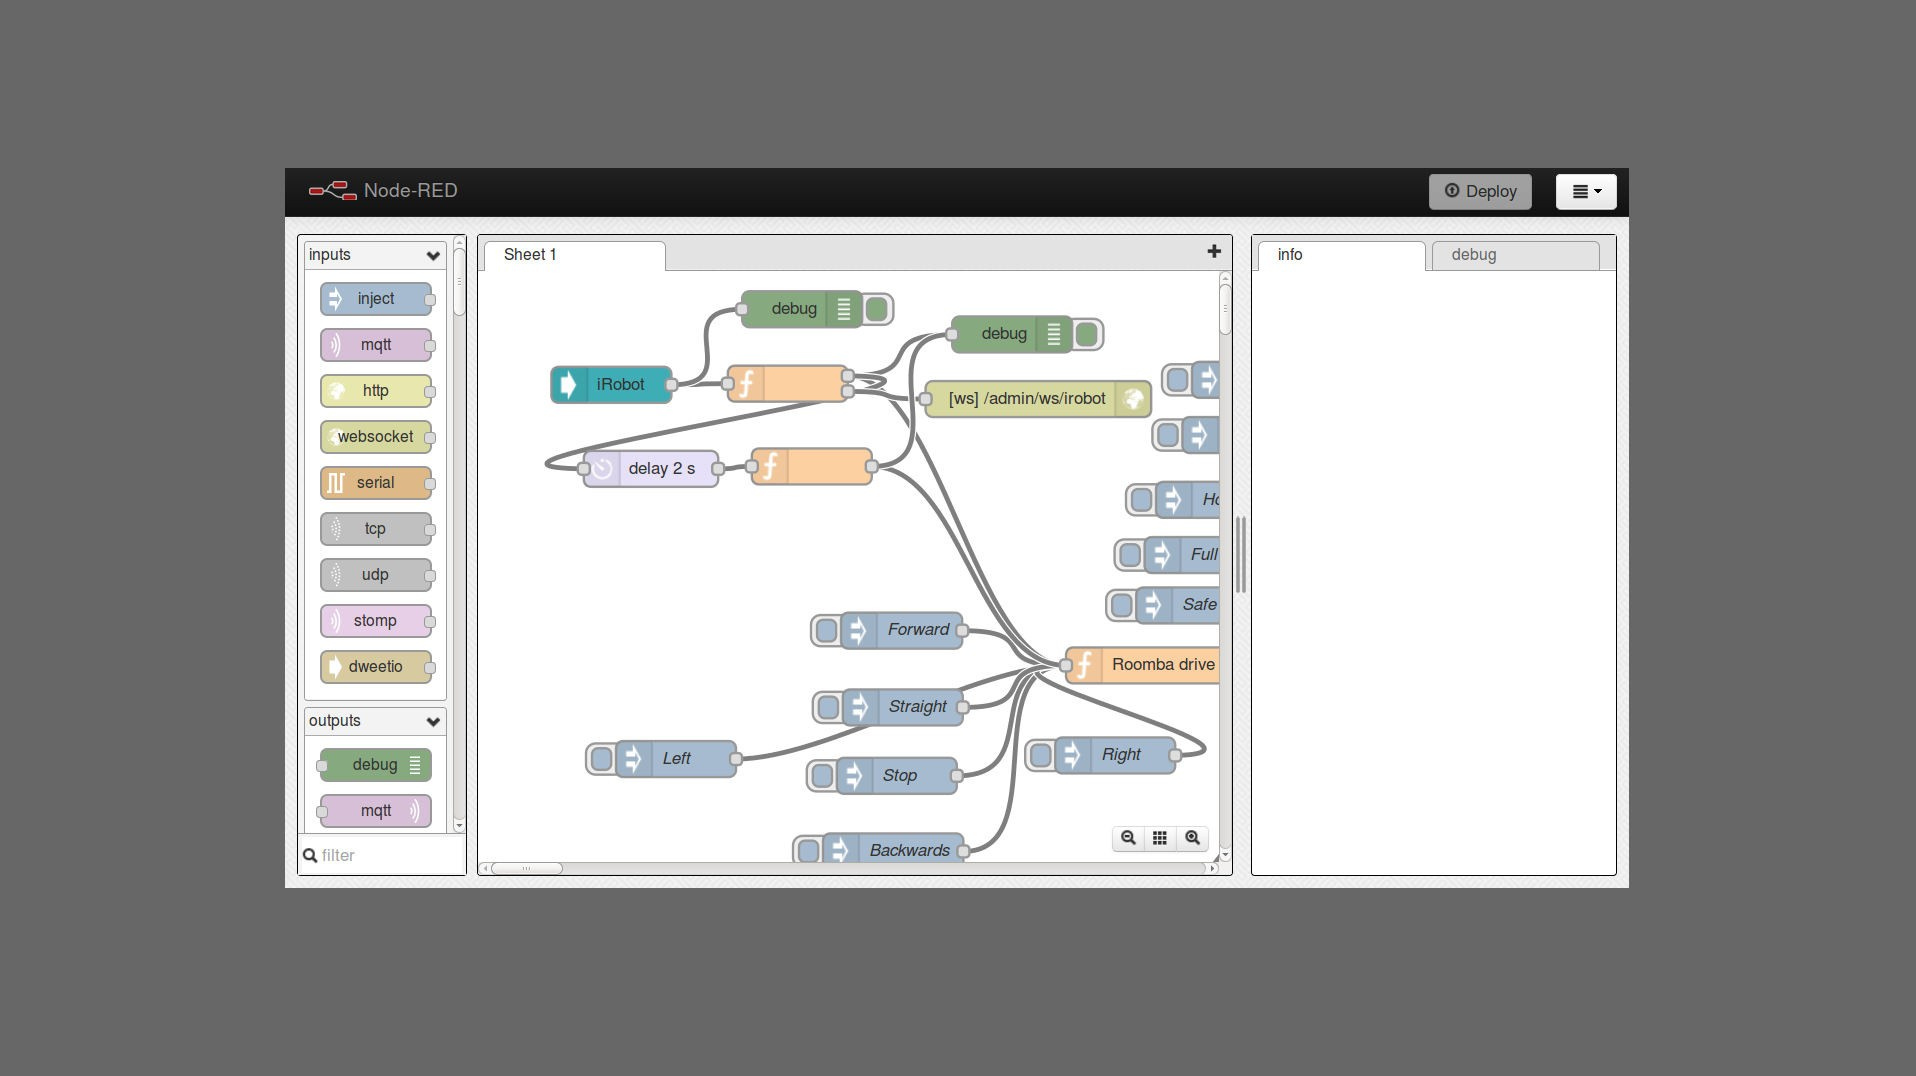 Node-RED
Deploy
inputs
inject
mqtt
http
websocket
serial
tcp
udp
stomp
dweetio
outputs
debug
mqtt
filter
Sheet 1
debug
debug
iRobot
[ws] /admin/ws/irobot
delay 2 s
Full
Safe
Forward
Roomba drive
Straight
Left
Right
Stop
Backwards
info
debug